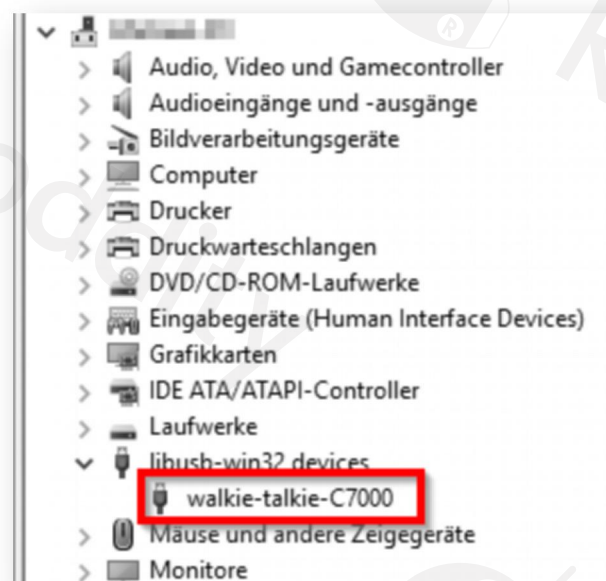 Audio, Video und Gamecontroller
Audioeingänge und -ausgänge
Bildverarbeitungsgeräte
Computer
Drucker
Druckwarteschlangen
DVD/CD-ROM-Laufwerke
Eingabegeräte (Human Interface Devices)
Grafikkarten
IDE ATA/ATAPI-Controller
Laufwerke
libusb-win32 devices
walkie-talkie-C7000
Mäuse und andere Zeigegeräte
Monitore